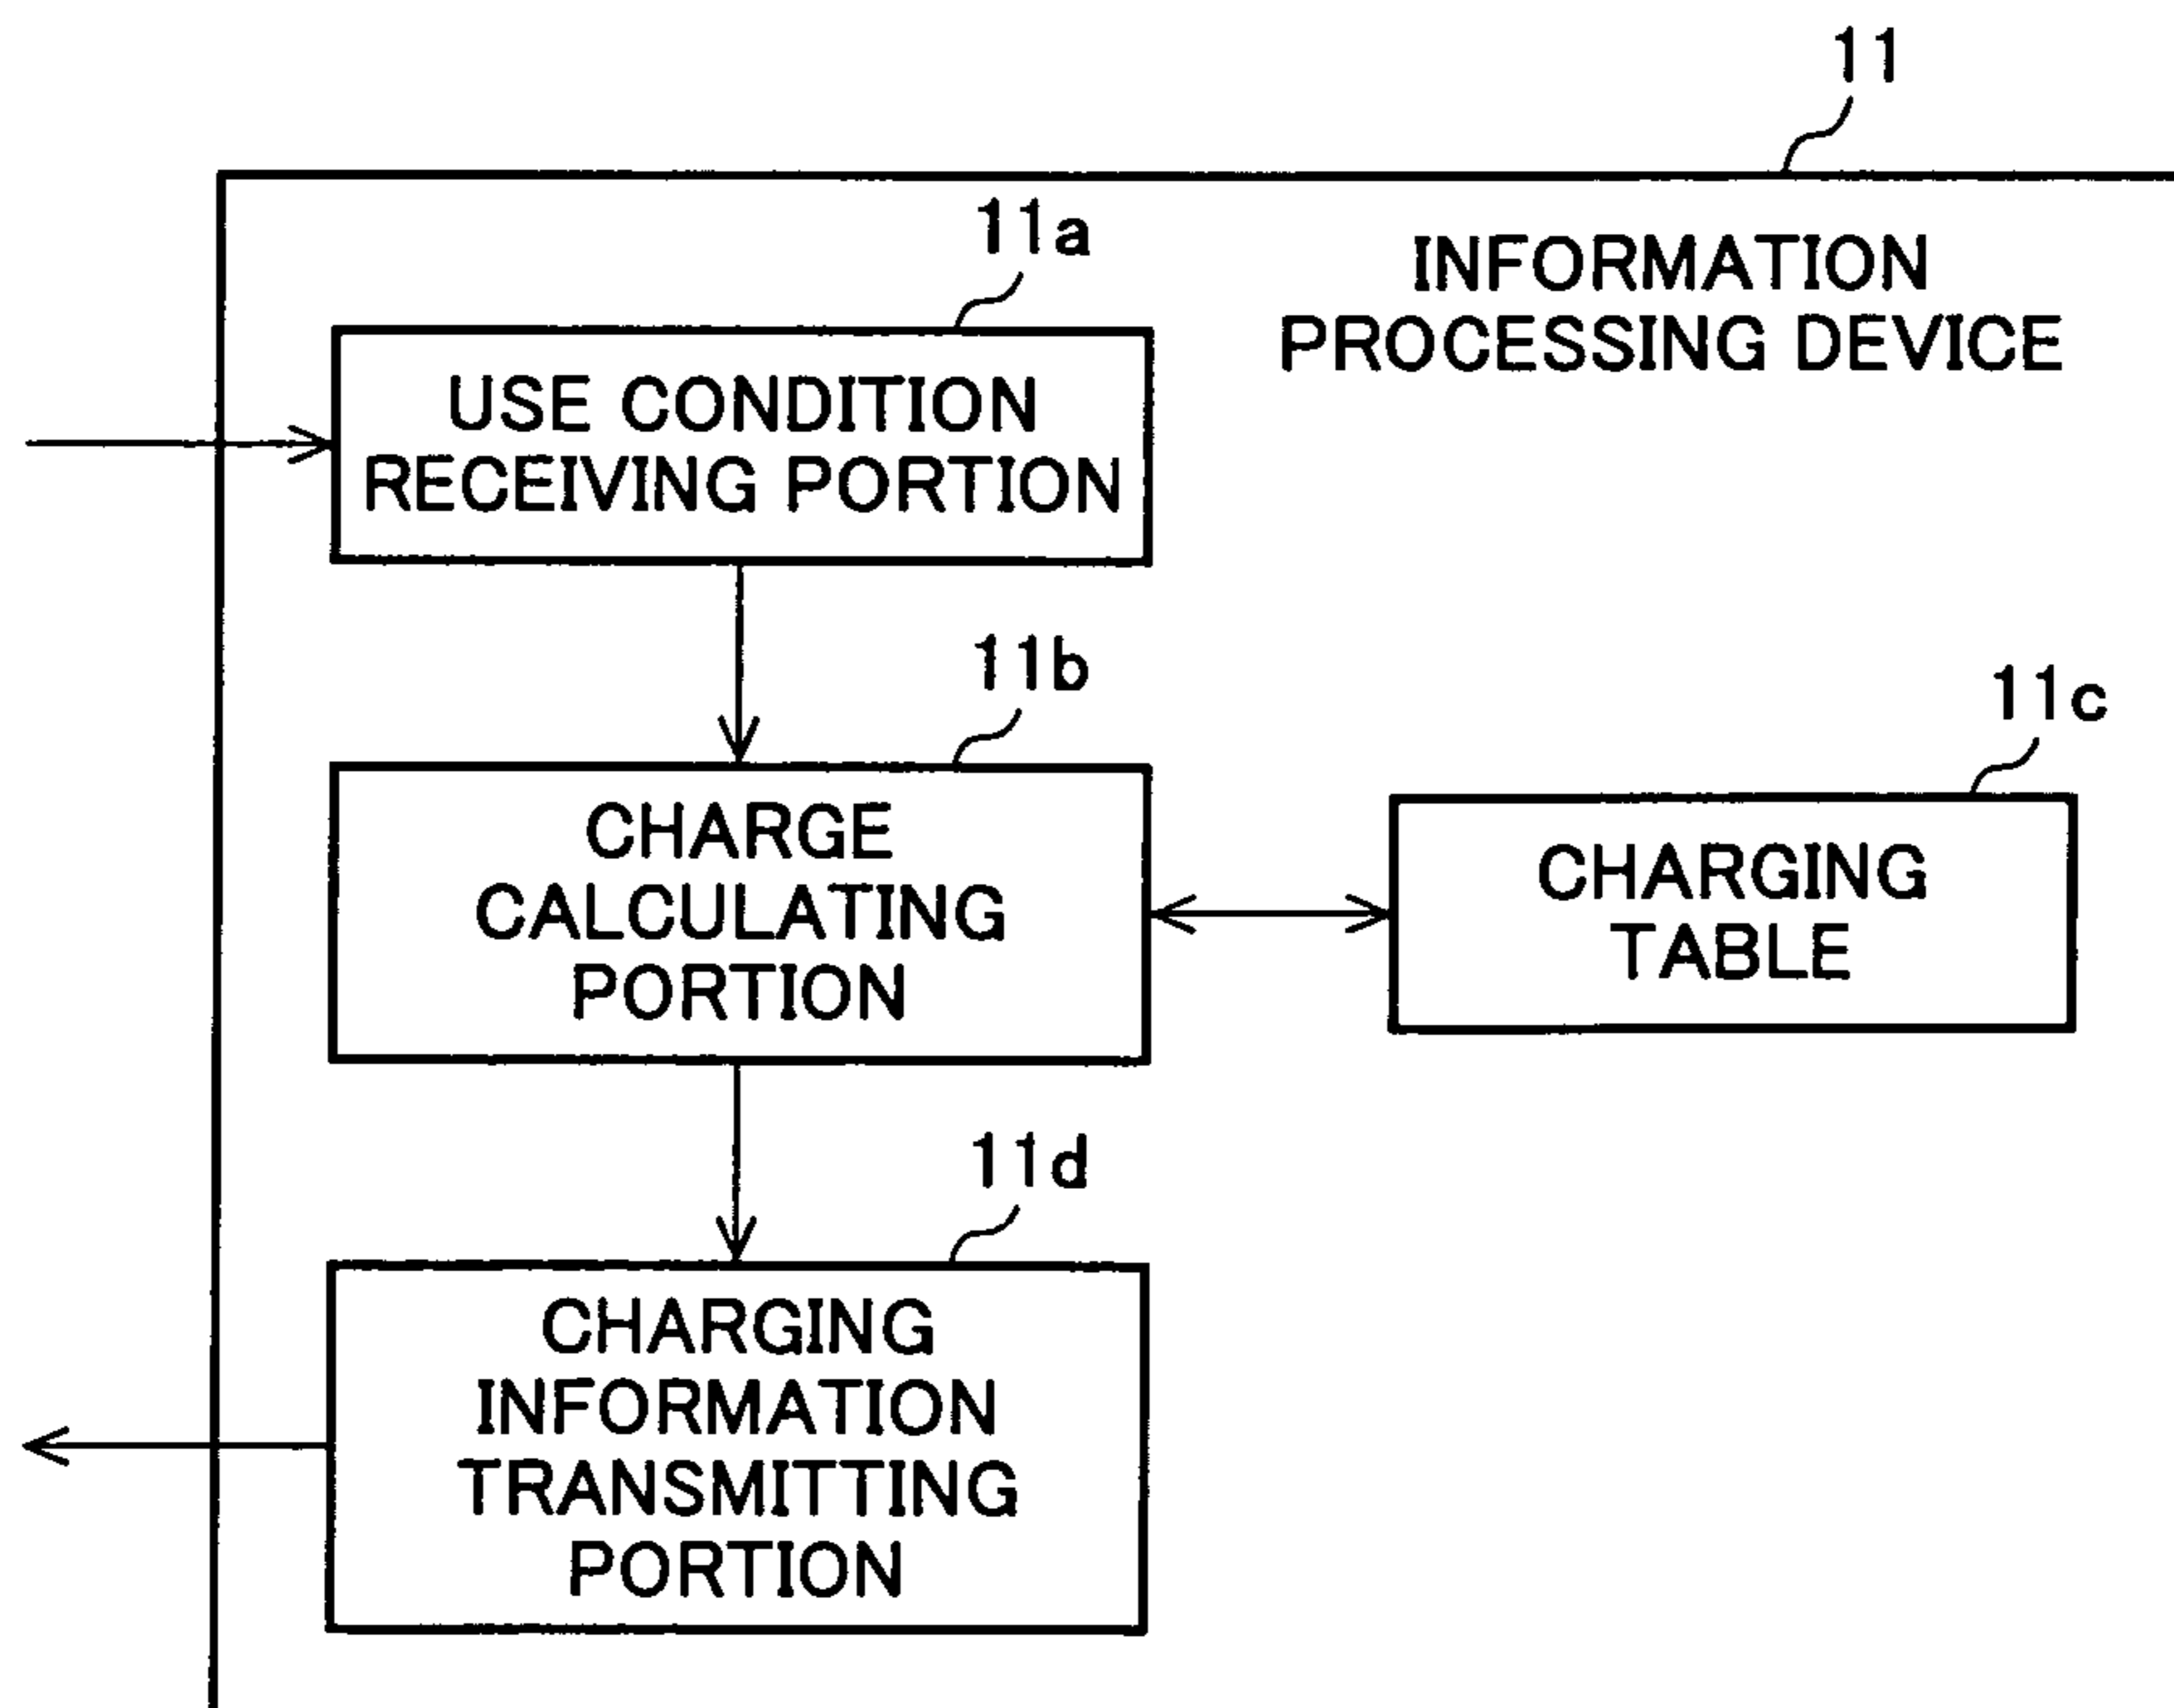 11
INFORMATION
PROCESSING DEVICE
11a
USE CONDITION
RECEIVING PORTION
11b
CHARGE
CALCULATING
PORTION
11c
CHARGING
TABLE
11d
CHARGING
INFORMATION
TRANSMITTING
PORTION